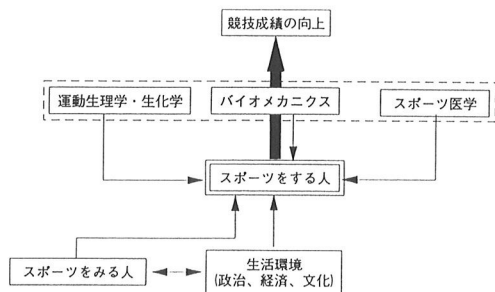 競技成績の向上
運動生理学・生化学
バイオメカニクス
スポーツ医学
スポーツをする人
スポーツをみる人
生活環境
(政治、経済、文化)